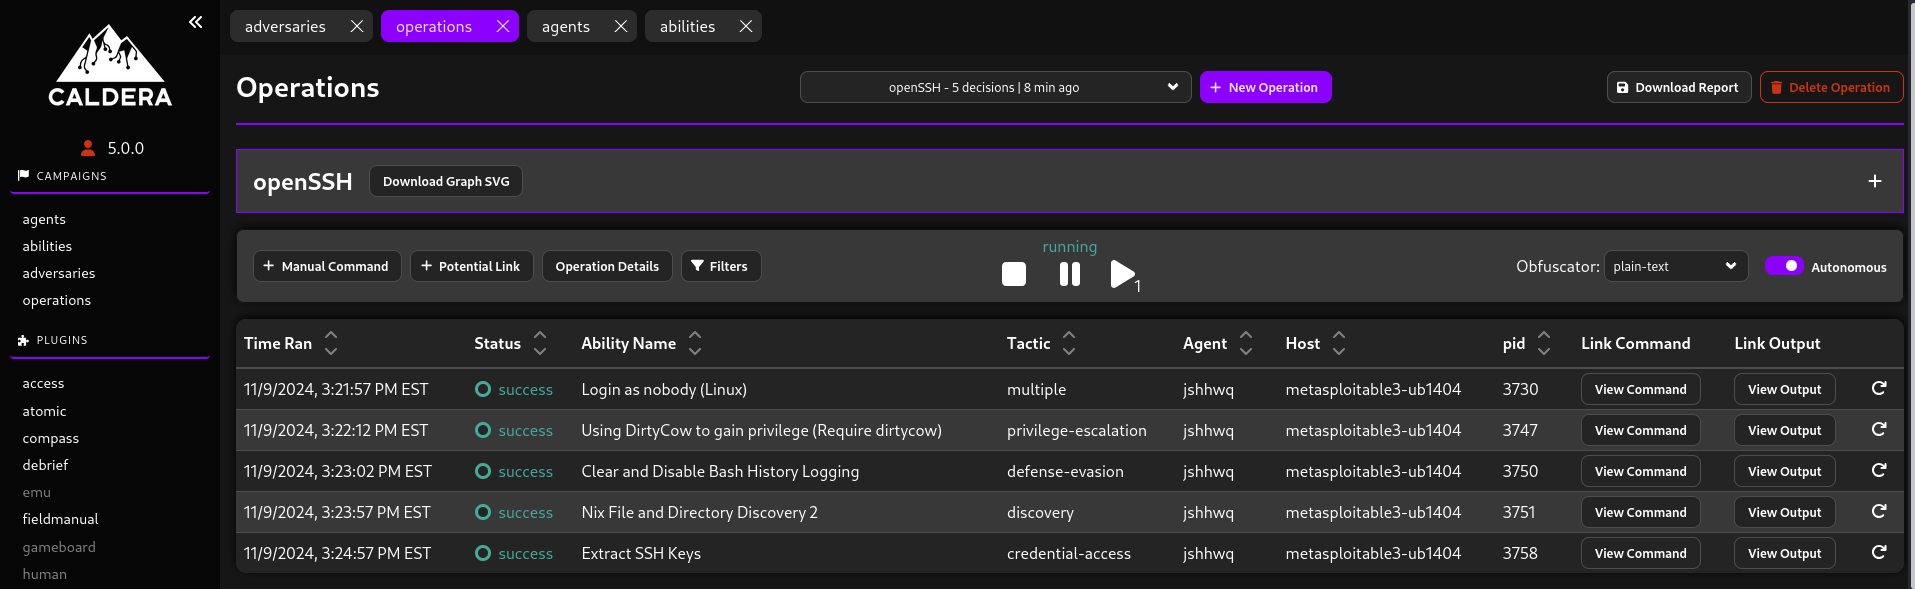 adversaries operations agents abilities
CALDERA
5.0.0
CAMPAIGNS
agents
abilities
adversaries
operations
PLUGINS
access
atomic
compass
debrief
emu
fieldmanual
gameboard
human
Operations openSSH - 5 decisions | 8 min ago + New Operation Download Report Delete Operation
openSSH Download Graph SVG +
running
+ Manual Command + Potential Link Operation Details Filters 1 Obfuscator: plain-text Autonomous
Time Ran Status Ability Name Tactic Agent Host pid Link Command Link Output
11/9/2024, 3:21:57 PM EST success Login as nobody (Linux) multiple jshhwq metasploitable3-ub1404 3730 View Command View Output
11/9/2024, 3:22:12 PM EST success Using DirtyCow to gain privilege (Require dirtycow) privilege-escalation jshhwq metasploitable3-ub1404 3747 View Command View Output
11/9/2024, 3:23:02 PM EST success Clear and Disable Bash History Logging defense-evasion jshhwq metasploitable3-ub1404 3750 View Command View Output
11/9/2024, 3:23:57 PM EST success Nix File and Directory Discovery 2 discovery jshhwq metasploitable3-ub1404 3751 View Command View Output
11/9/2024, 3:24:57 PM EST success Extract SSH Keys credential-access jshhwq metasploitable3-ub1404 3758 View Command View Output